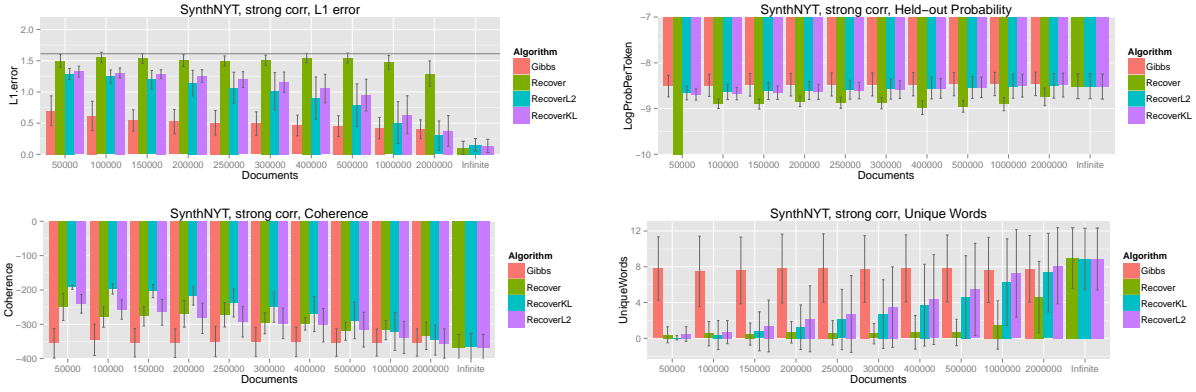 SynthNYT, strong corr, L1 error
L1.error
2.0
1.5
1.0
0.5
0.0
50000 100000 150000 200000 250000 300000 400000 500000 1000000 2000000 Infinite
Documents
Algorithm
Gibbs
Recover
RecoverL2
RecoverKL
SynthNYT, strong corr, Held−out Probability
LogProbPerToken
−7
−8
−9
−10
50000 100000 150000 200000 250000 300000 400000 500000 1000000 2000000 Infinite
Documents
Algorithm
Gibbs
Recover
RecoverL2
RecoverKL
SynthNYT, strong corr, Coherence
Coherence
0
−100
−200
−300
−400
50000 100000 150000 200000 250000 300000 400000 500000 1000000 2000000 Infinite
Documents
Algorithm
Gibbs
Recover
RecoverKL
RecoverL2
SynthNYT, strong corr, Unique Words
UniqueWords
12
8
4
0
50000 100000 150000 200000 250000 300000 400000 500000 1000000 2000000 Infinite
Documents
Algorithm
Gibbs
Recover
RecoverKL
RecoverL2